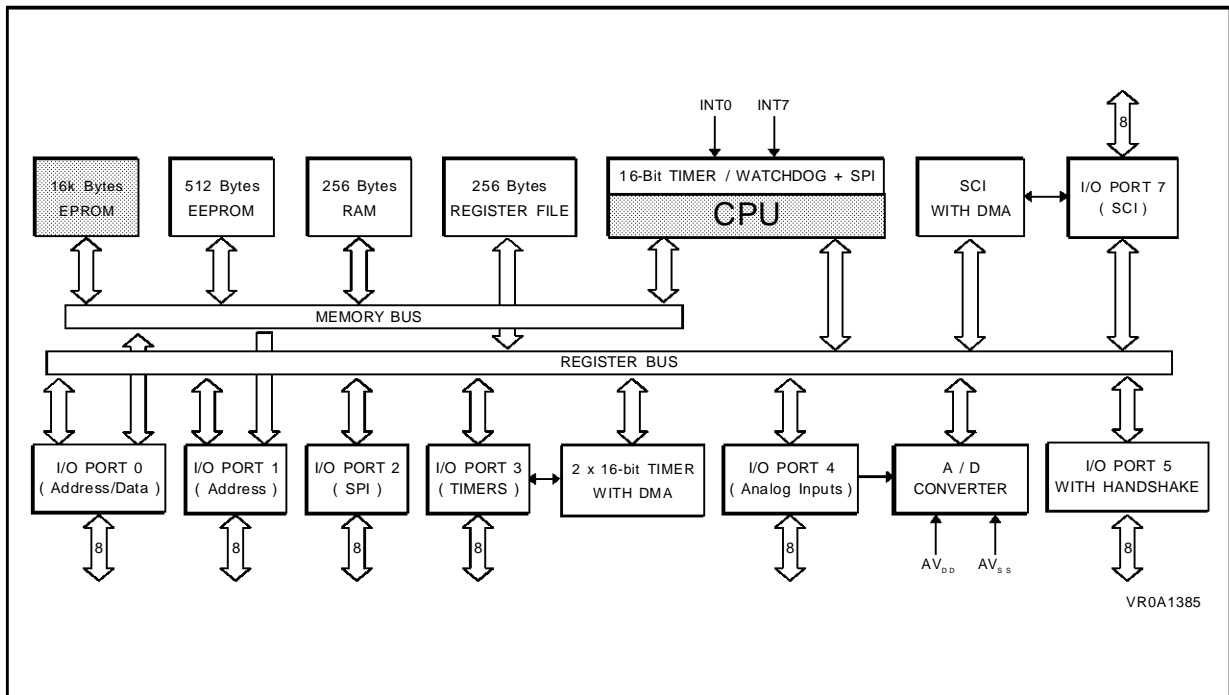 INT0
INT7
8
16k Bytes
EPROM
512 Bytes
EEPROM
256 Bytes
RAM
256 Bytes
REGISTER FILE
16-Bit TIMER / WATCHDOG + SPI
CPU
SCI
WITH DMA
I/O PORT 7
( SCI )
MEMORY BUS
REGISTER BUS
I/O PORT 0
( Address/Data )
I/O PORT 1
( Address )
I/O PORT 2
( SPI )
I/O PORT 3
( TIMERS )
2 x 16-bit TIMER
WITH DMA
I/O PORT 4
( Analog Inputs )
A / D
CONVERTER
I/O PORT 5
WITH HANDSHAKE
8
8
8
8
8
8
AVDD
AVSS
VR0A1385